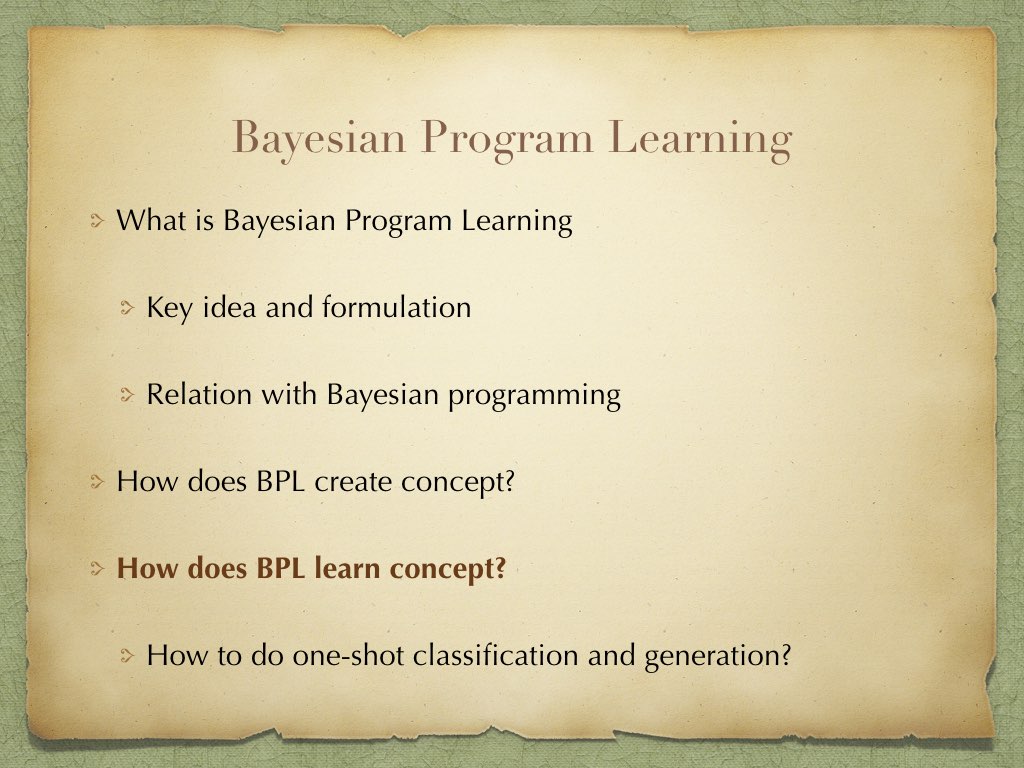 Bayesian Program Learning
What is Bayesian Program Learning
Key idea and formulation
Relation with Bayesian programming
How does BPL create concept?
How does BPL learn concept?
How to do one-shot classification and generation?